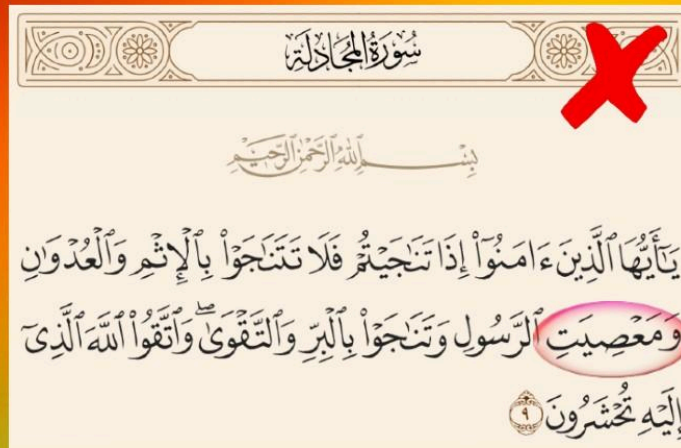 سُورَةُ المُجَادلَةِ
بِسْمِ ٱللَّهِ ٱلرَّحْمَٰنِ ٱلرَّحِيمِ
يَٰٓأَيُّهَا ٱلَّذِينَ ءَامَنُوٓاْ إِذَا تَنَٰجَيْتُمْ فَلَا تَتَنَٰجَوْاْ بِٱلْإِثْمِ وَٱلْعُدْوَٰنِ
وَمَعْصِيَتِ ٱلرَّسُولِ وَتَنَٰجَوْاْ بِٱلْبِرِّ وَٱلتَّقْوَىٰۖ وَٱتَّقُواْ ٱللَّهَ ٱلَّذِىٓ
إِلَيْهِ تُحْشَرُونَ ٩